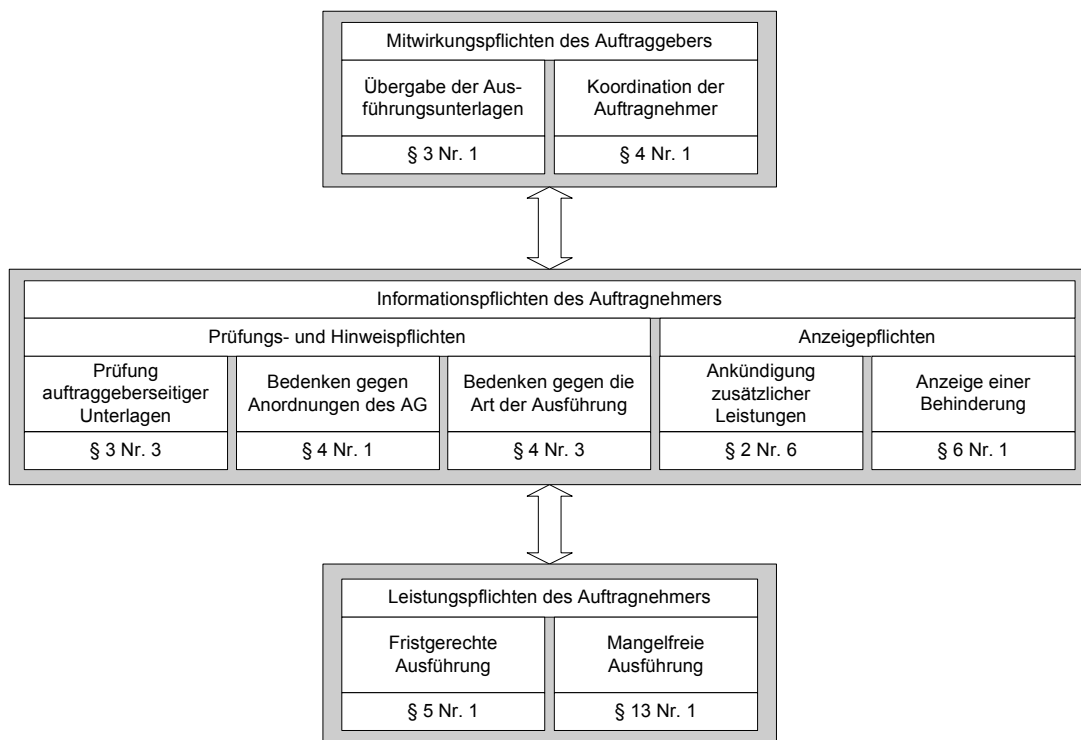 Mitwirkungspflichten des Auftraggebers
Übergabe der Aus-
führungsunterlagen
Koordination der
Auftragnehmer
§ 3 Nr. 1
§ 4 Nr. 1
Informationspflichten des Auftragnehmers
Prüfungs- und Hinweispflichten
Anzeigepflichten
Prüfung
auftraggeberseitiger
Unterlagen
Bedenken gegen
Anordnungen des AG
Bedenken gegen die
Art der Ausführung
Ankündigung
zusätzlicher
Leistungen
Anzeige einer
Behinderung
§ 3 Nr. 3
§ 4 Nr. 1
§ 4 Nr. 3
§ 2 Nr. 6
§ 6 Nr. 1
Leistungspflichten des Auftragnehmers
Fristgerechte
Ausführung
Mangelfreie
Ausführung
§ 5 Nr. 1
§ 13 Nr. 1